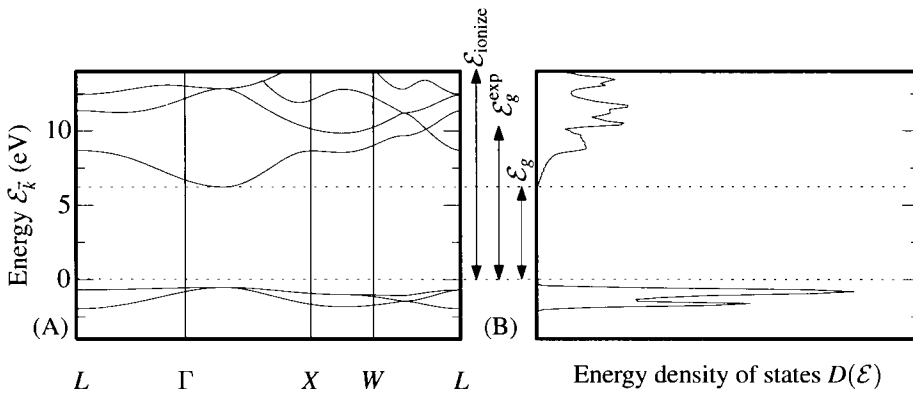 Energy ℰ_k⃗ (eV)
10
5
0
(A)
L Γ X W L
ℰ_ionize
ℰ_g^exp
ℰ_g
(B)
Energy density of states D(ℰ)